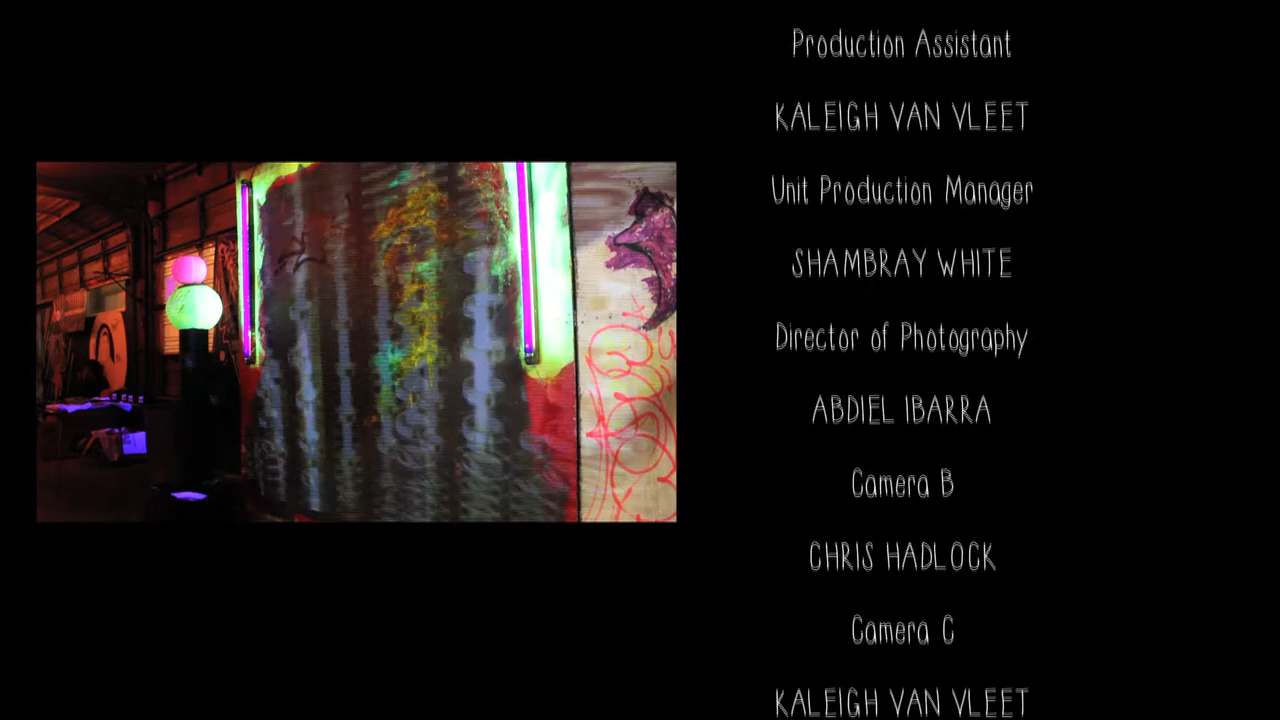 Production Assistant
KALEIGH VAN VLEET
Unit Production Manager
SHAMBRAY WHITE
Director of Photography
ABDIEL IBARRA
Camera B
CHRIS HADLOCK
Camera C
KALEIGH VAN VLEET